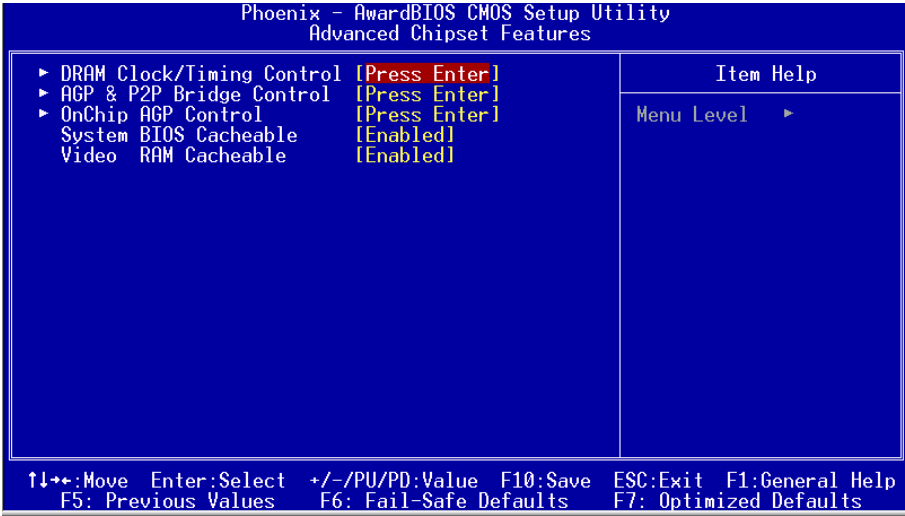 Phoenix - AwardBIOS CMOS Setup Utility
Advanced Chipset Features
► DRAM Clock/Timing Control [Press Enter]
► AGP & P2P Bridge Control [Press Enter]
► OnChip AGP Control [Press Enter]
System BIOS Cacheable [Enabled]
Video RAM Cacheable [Enabled]
Item Help
Menu Level ►
↑↓→←:Move Enter:Select +/-/PU/PD:Value F10:Save ESC:Exit F1:General Help
F5: Previous Values F6: Fail-Safe Defaults F7: Optimized Defaults